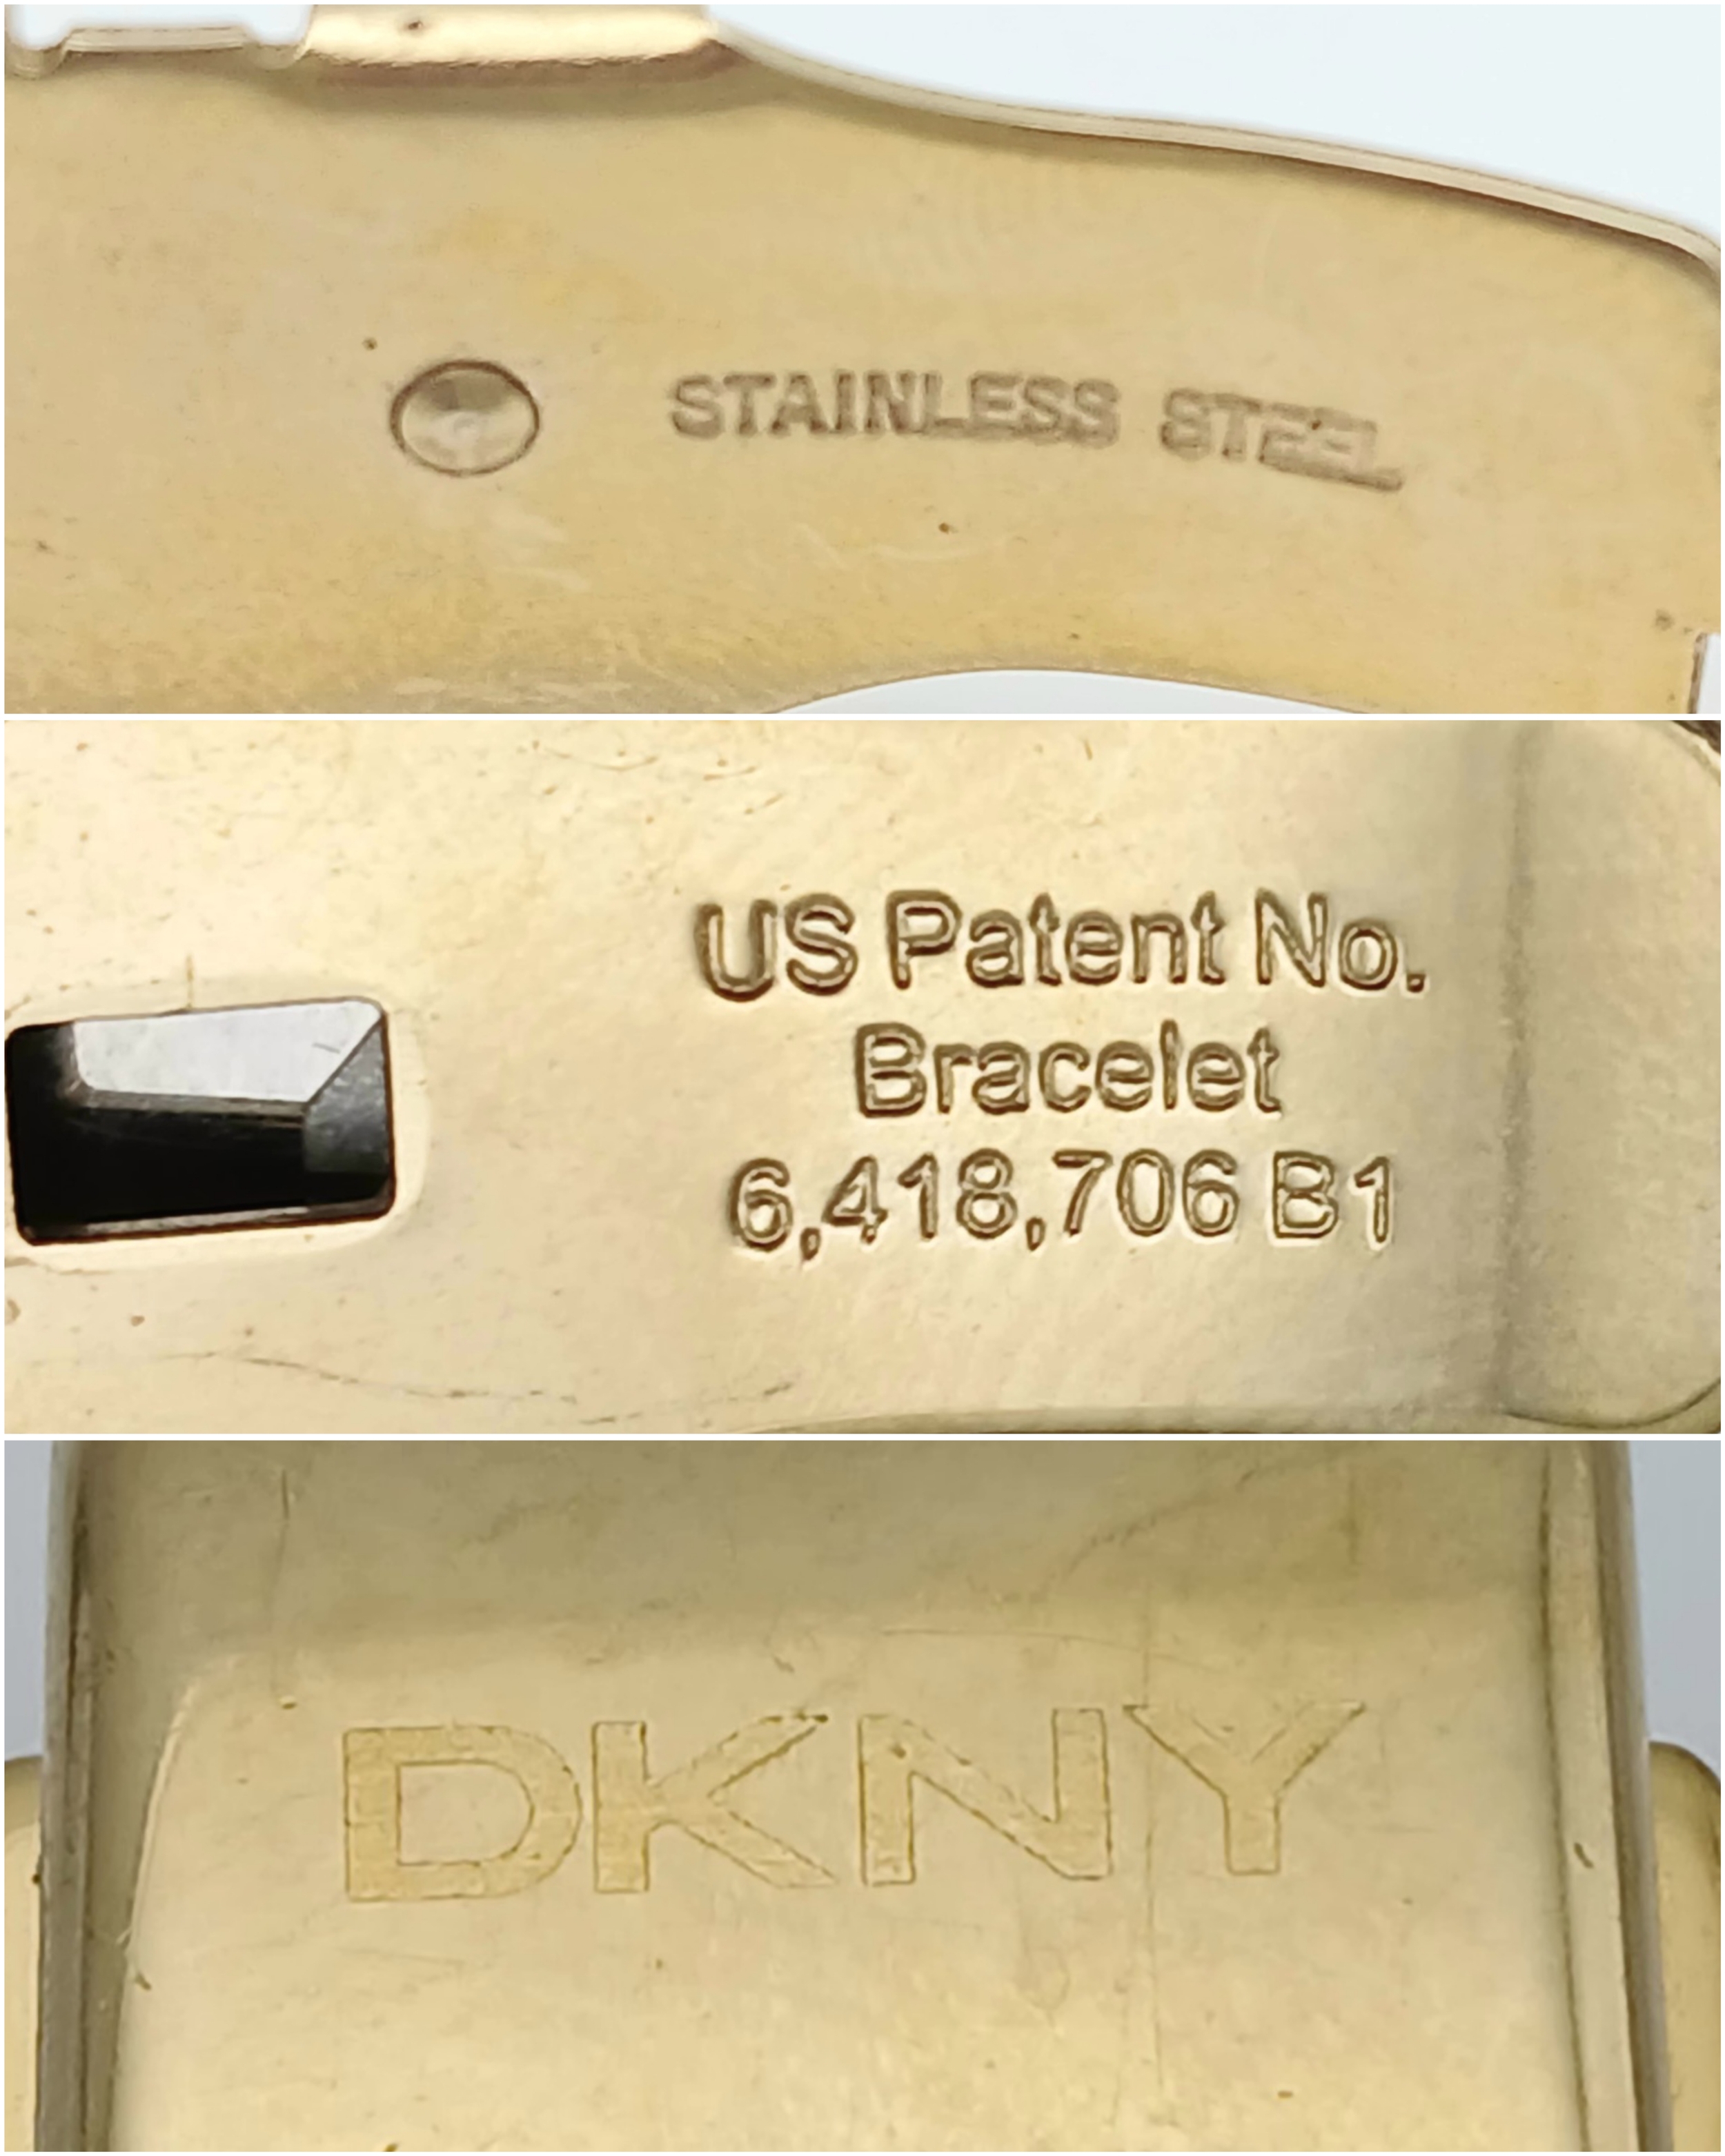 STAINLESS STEEL
US Patent No.
Bracelet
6,418,706 B1
DKNY